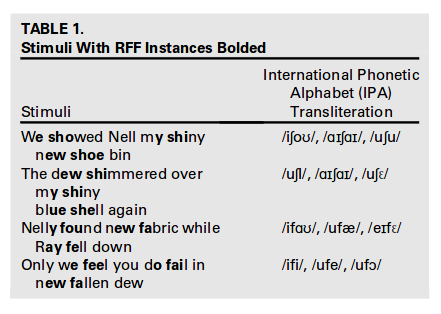 TABLE 1.
Stimuli With RFF Instances Bolded
International Phonetic
Alphabet (IPA)
Stimuli Transliteration
We showed Nell my shiny /iʃoʊ/, /ɑɪʃɑɪ/, /uʃu/
new shoe bin
The dew shimmered over /uʃI/, /ɑɪʃɑɪ/, /uʃɛ/
my shiny
blue shell again
Nelly found new fabric while /ifɑʊ/, /ufæ/, /eɪfɛ/
Ray fell down
Only we feel you do fail in /ifi/, /ufe/, /ufɔ/
new fallen dew